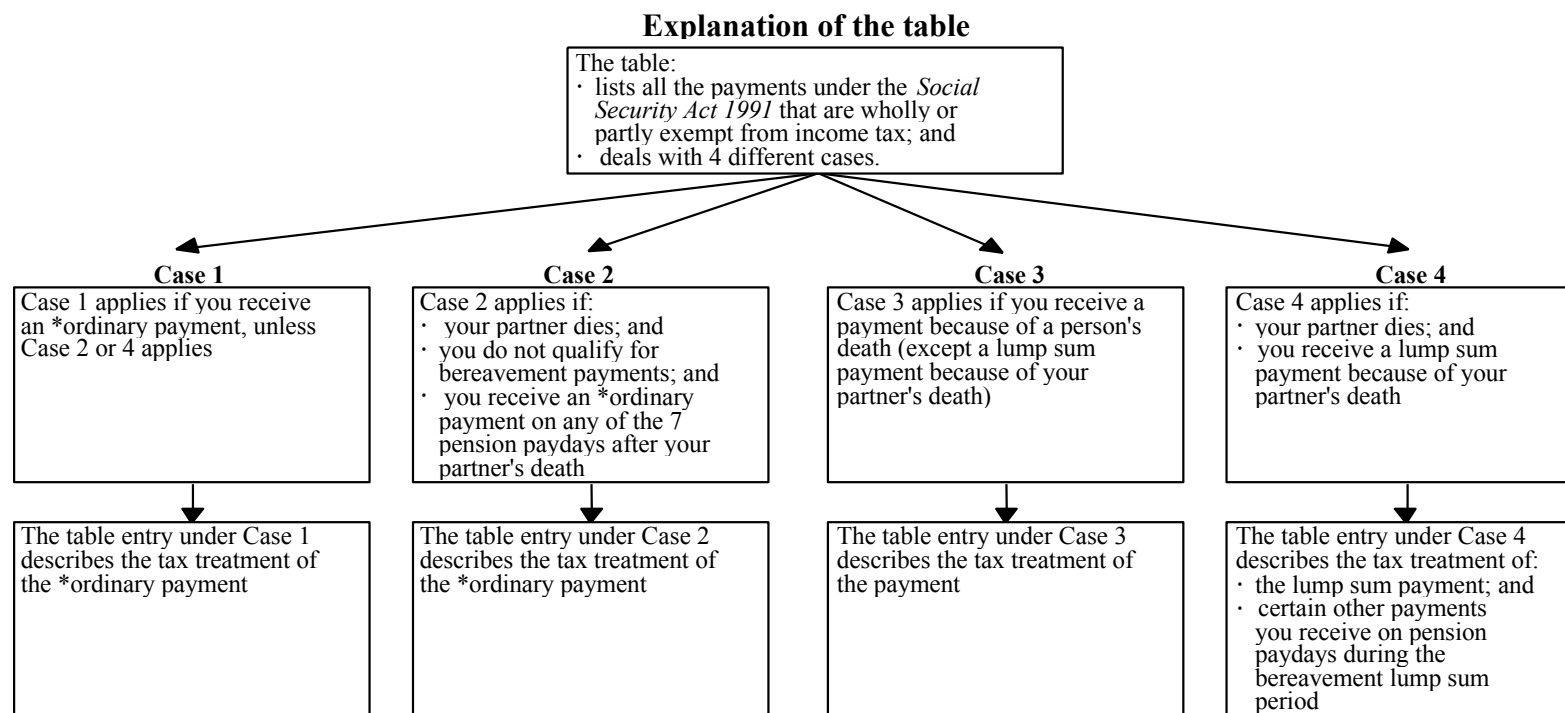 Explanation of the table
The table:
· lists all the payments under the Social
Security Act 1991 that are wholly or
partly exempt from income tax; and
· deals with 4 different cases.
Case 1
Case 1 applies if you receive
an *ordinary payment, unless
Case 2 or 4 applies
Case 2
Case 2 applies if:
· your partner dies; and
· you do not qualify for
bereavement payments; and
· you receive an *ordinary
payment on any of the 7
pension paydays after your
partner's death
Case 3
Case 3 applies if you receive a
payment because of a person's
death (except a lump sum
payment because of your
partner's death)
Case 4
Case 4 applies if:
· your partner dies; and
· you receive a lump sum
payment because of your
partner's death
The table entry under Case 1
describes the tax treatment of
the *ordinary payment
The table entry under Case 2
describes the tax treatment of
the *ordinary payment
The table entry under Case 3
describes the tax treatment of
the payment
The table entry under Case 4
describes the tax treatment of:
· the lump sum payment; and
· certain other payments
you receive on pension
paydays during the
bereavement lump sum
period